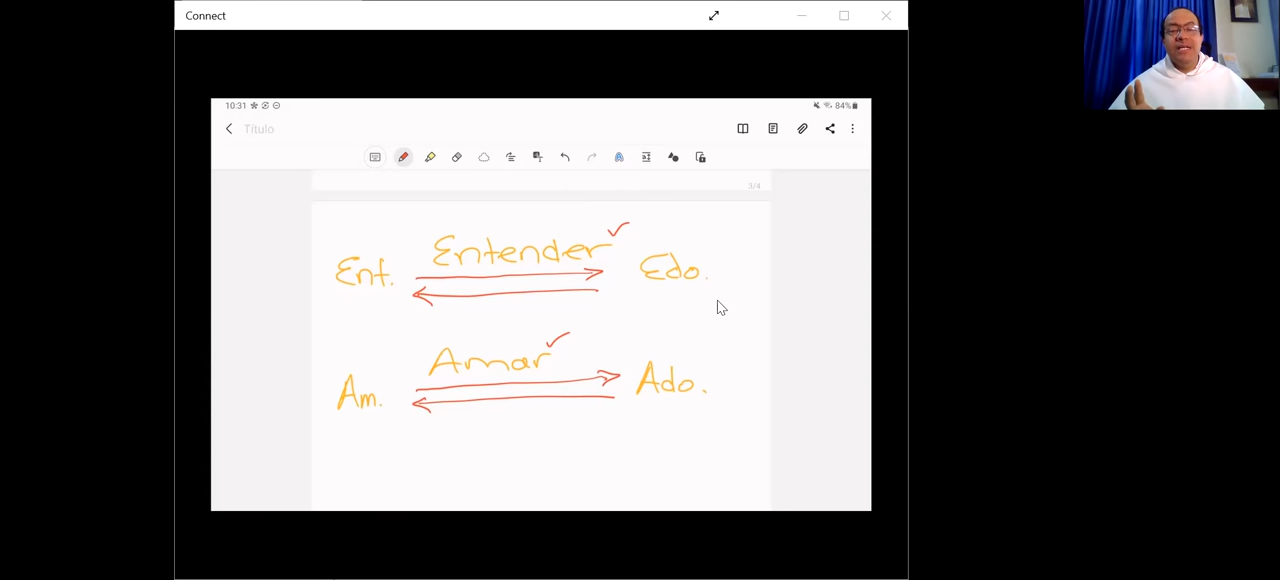 Connect
10:31 84%
Título
3/4
Entender
Ent. Edo.
Amar
Am. Ado.